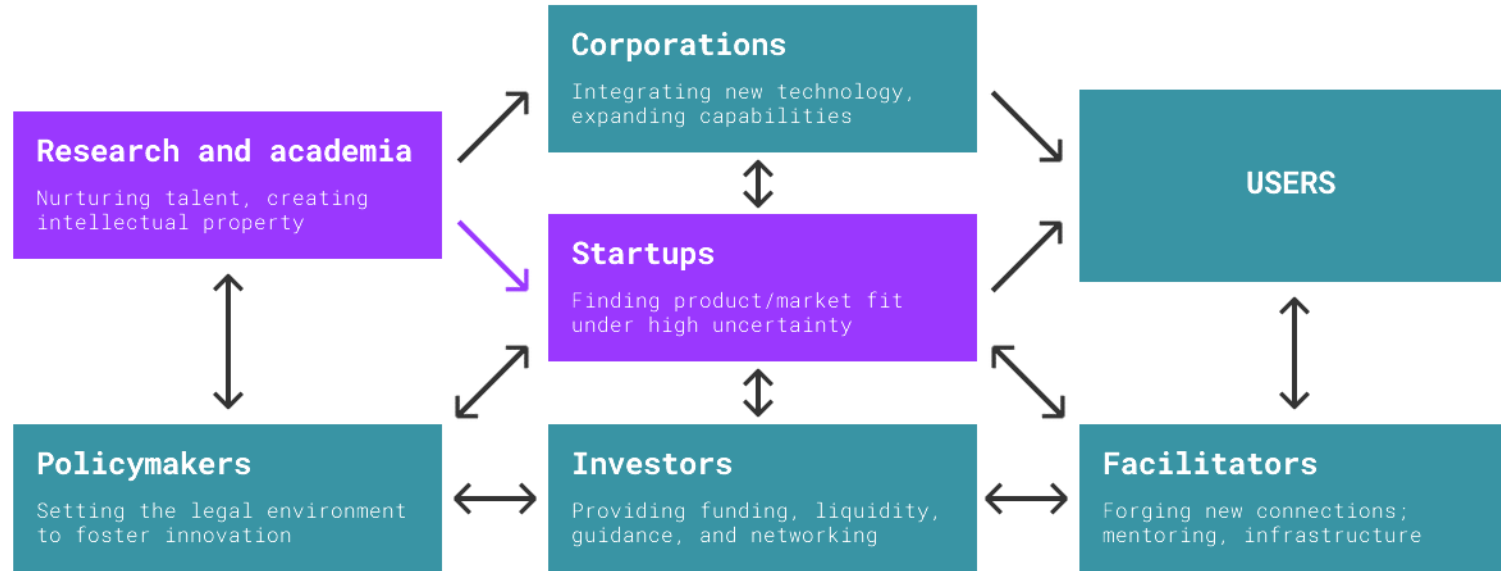 Corporations
Integrating new technology,
expanding capabilities
Research and academia
Nurturing talent, creating
intellectual property
USERS
Startups
Finding product/market fit
under high uncertainty
Policymakers
Setting the legal environment
to foster innovation
Investors
Providing funding, liquidity,
guidance, and networking
Facilitators
Forging new connections;
mentoring, infrastructure